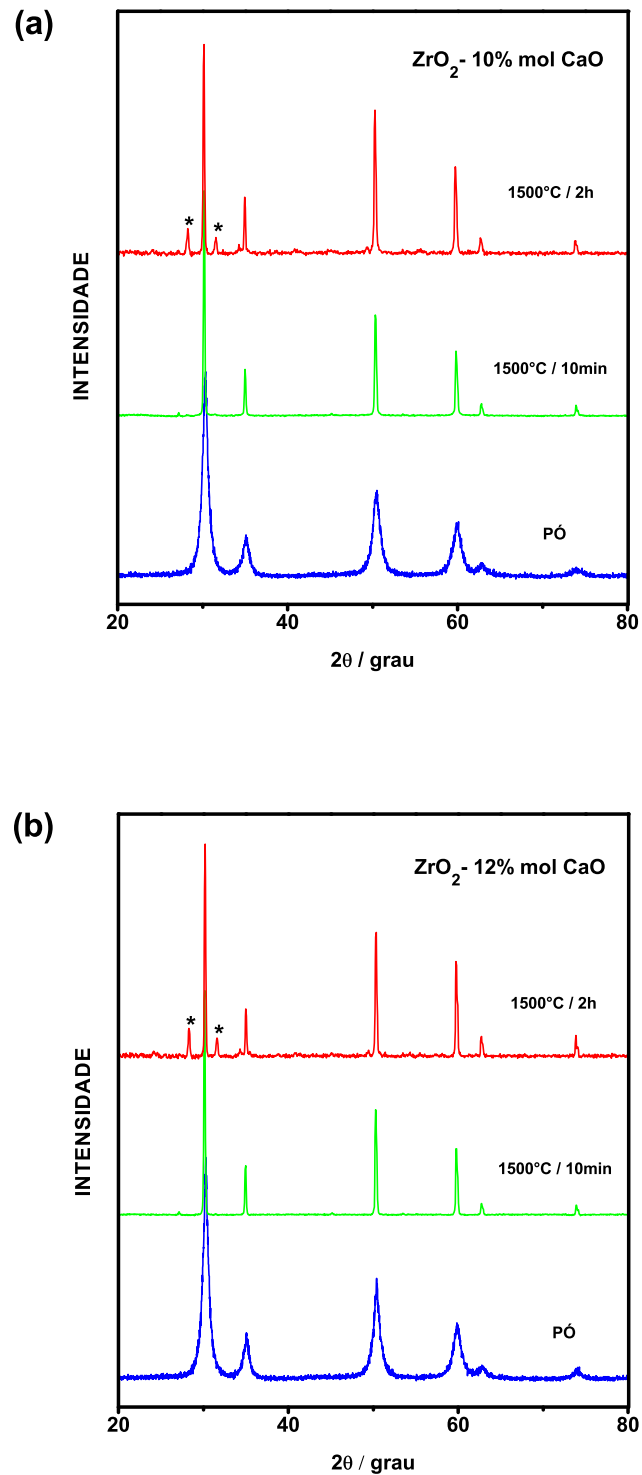 (a)
ZrO2- 10% mol CaO
1500°C / 2h
* *
1500°C / 10min
PÓ
INTENSIDADE
20 40 60 80
2θ / grau
(b)
ZrO2- 12% mol CaO
1500°C / 2h
* *
1500°C / 10min
PÓ
INTENSIDADE
20 40 60 80
2θ / grau